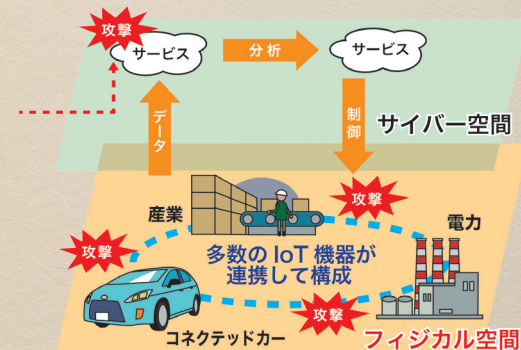 攻撃
サービス
分析
サービス
データ
制御
サイバー空間
攻撃
産業
電力
攻撃
多数の IoT 機器が
連携して構成
攻撃
コネクテッドカー
フィジカル空間